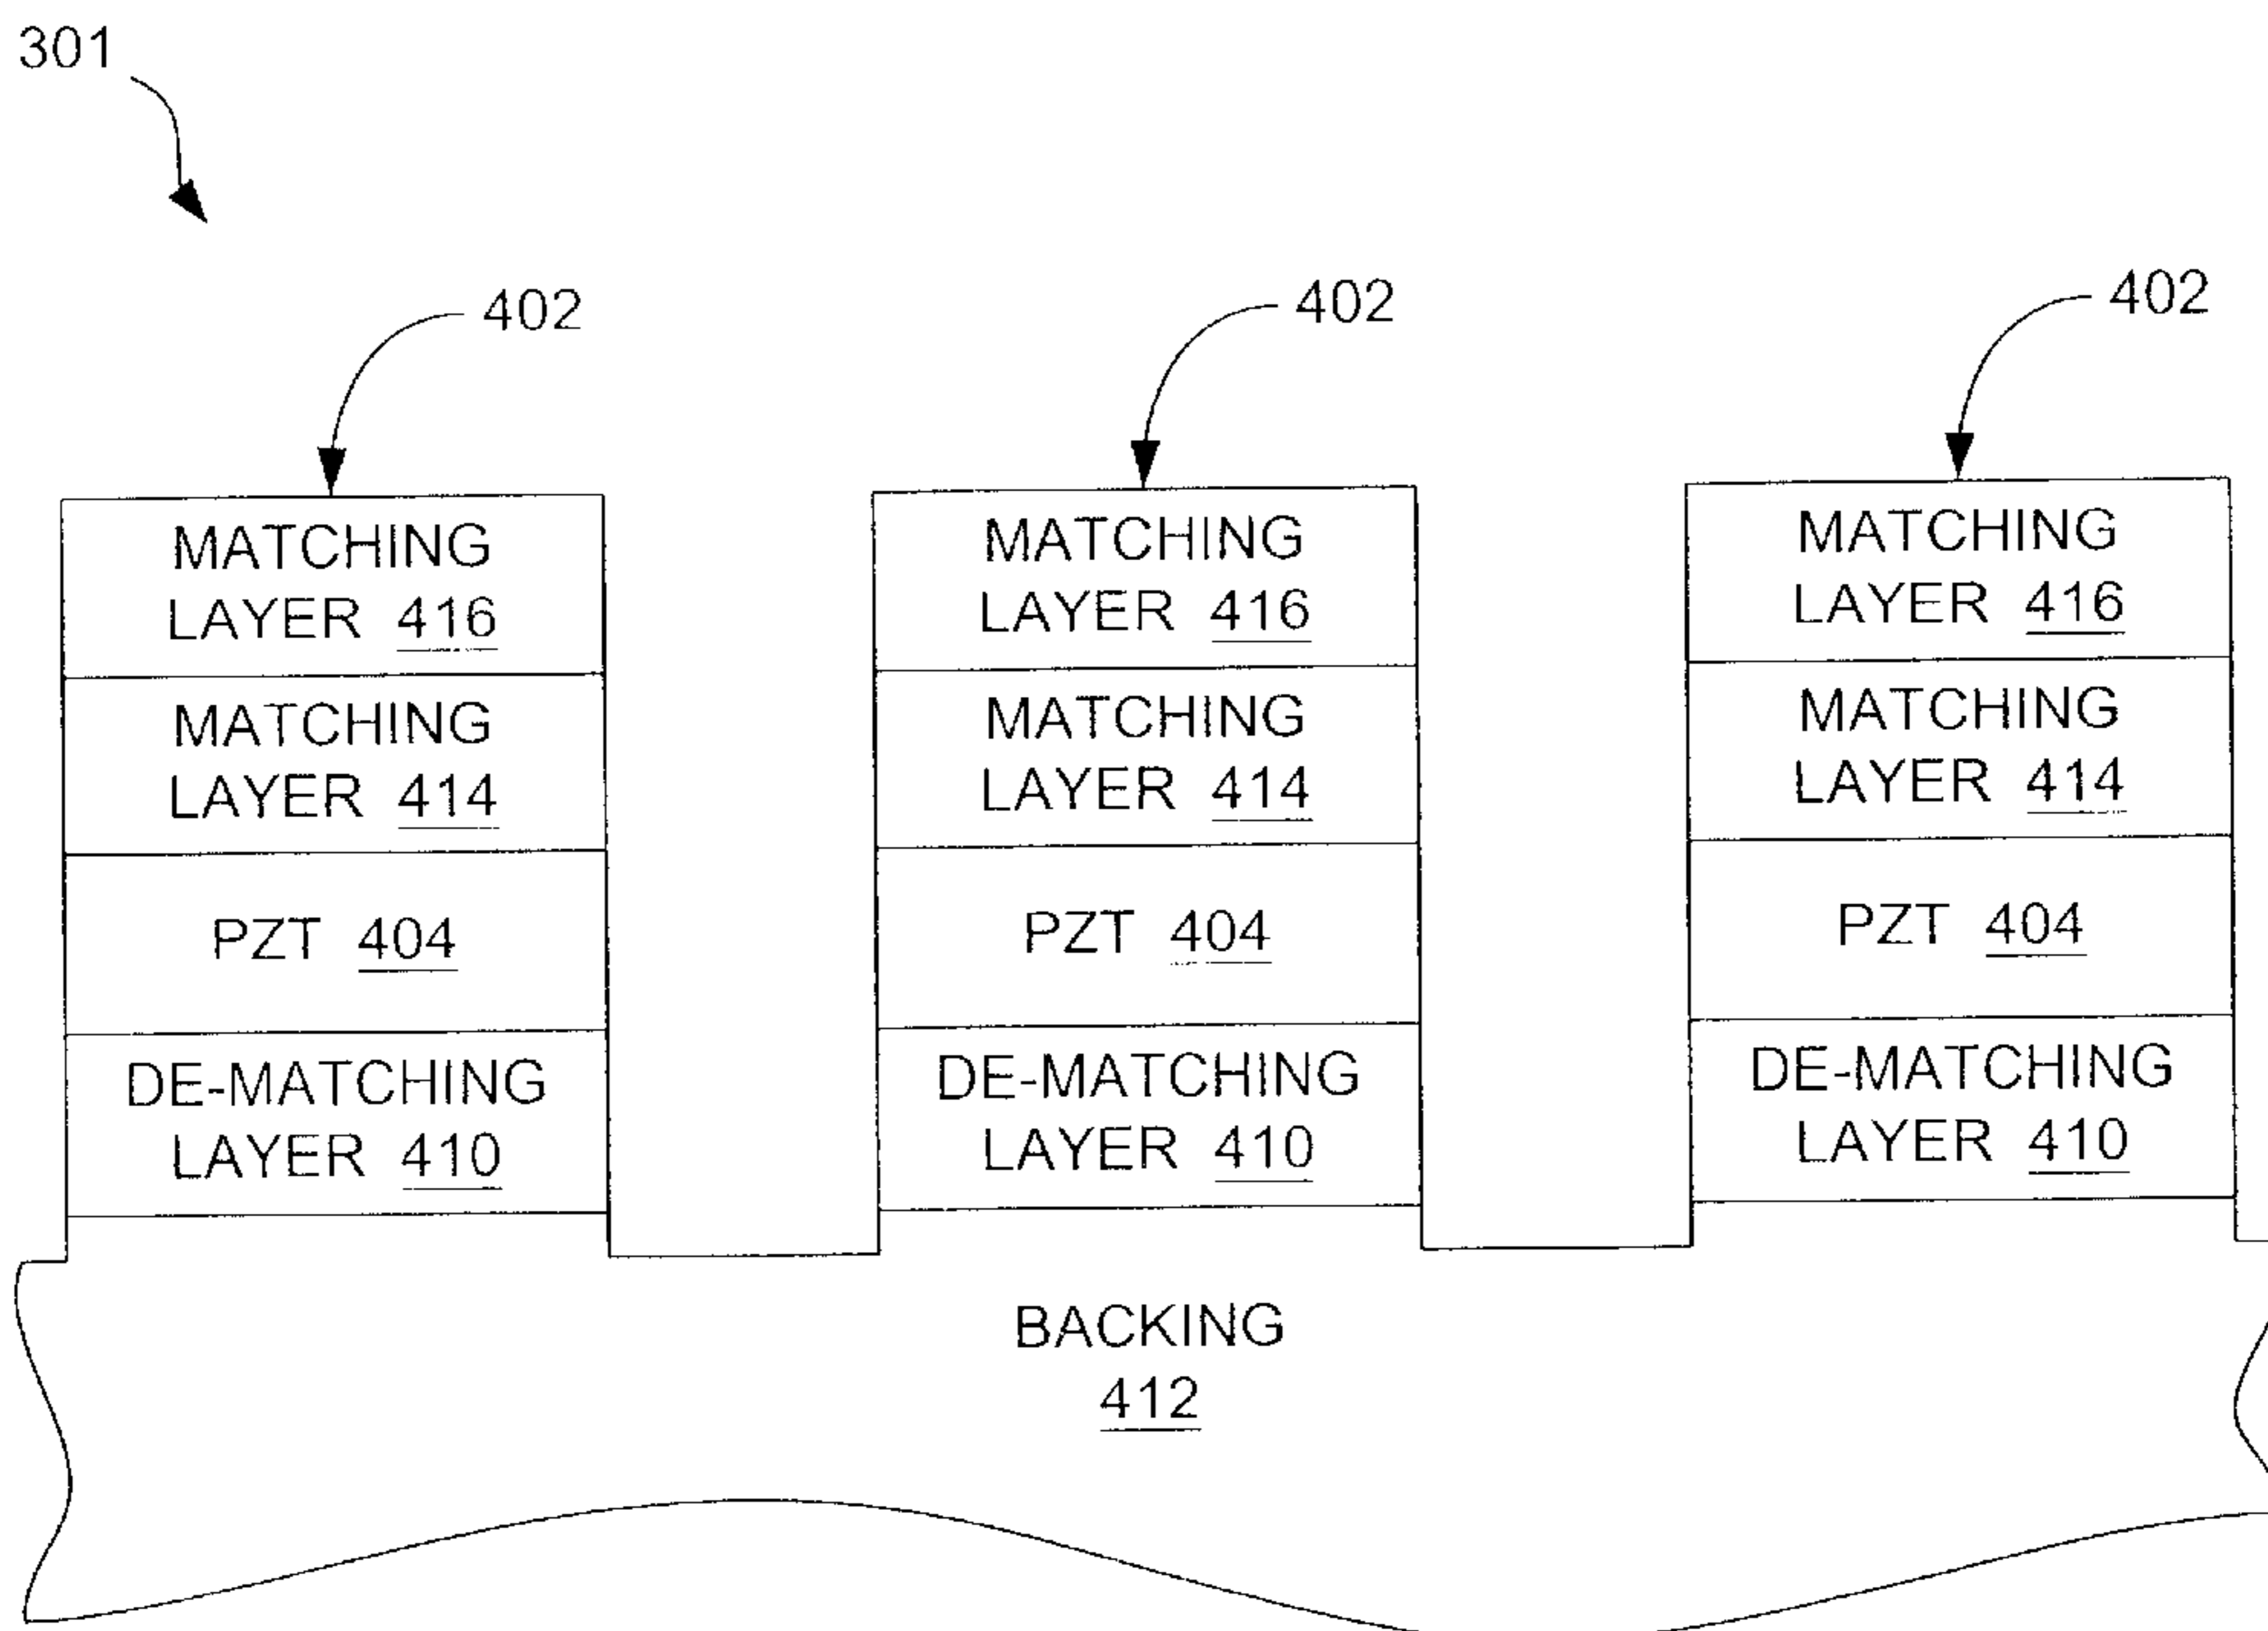 301
402
402
402
MATCHING
LAYER 416
MATCHING
LAYER 416
MATCHING
LAYER 416
MATCHING
LAYER 414
MATCHING
LAYER 414
MATCHING
LAYER 414
PZT 404
PZT 404
PZT 404
DE-MATCHING
LAYER 410
DE-MATCHING
LAYER 410
DE-MATCHING
LAYER 410
BACKING
412